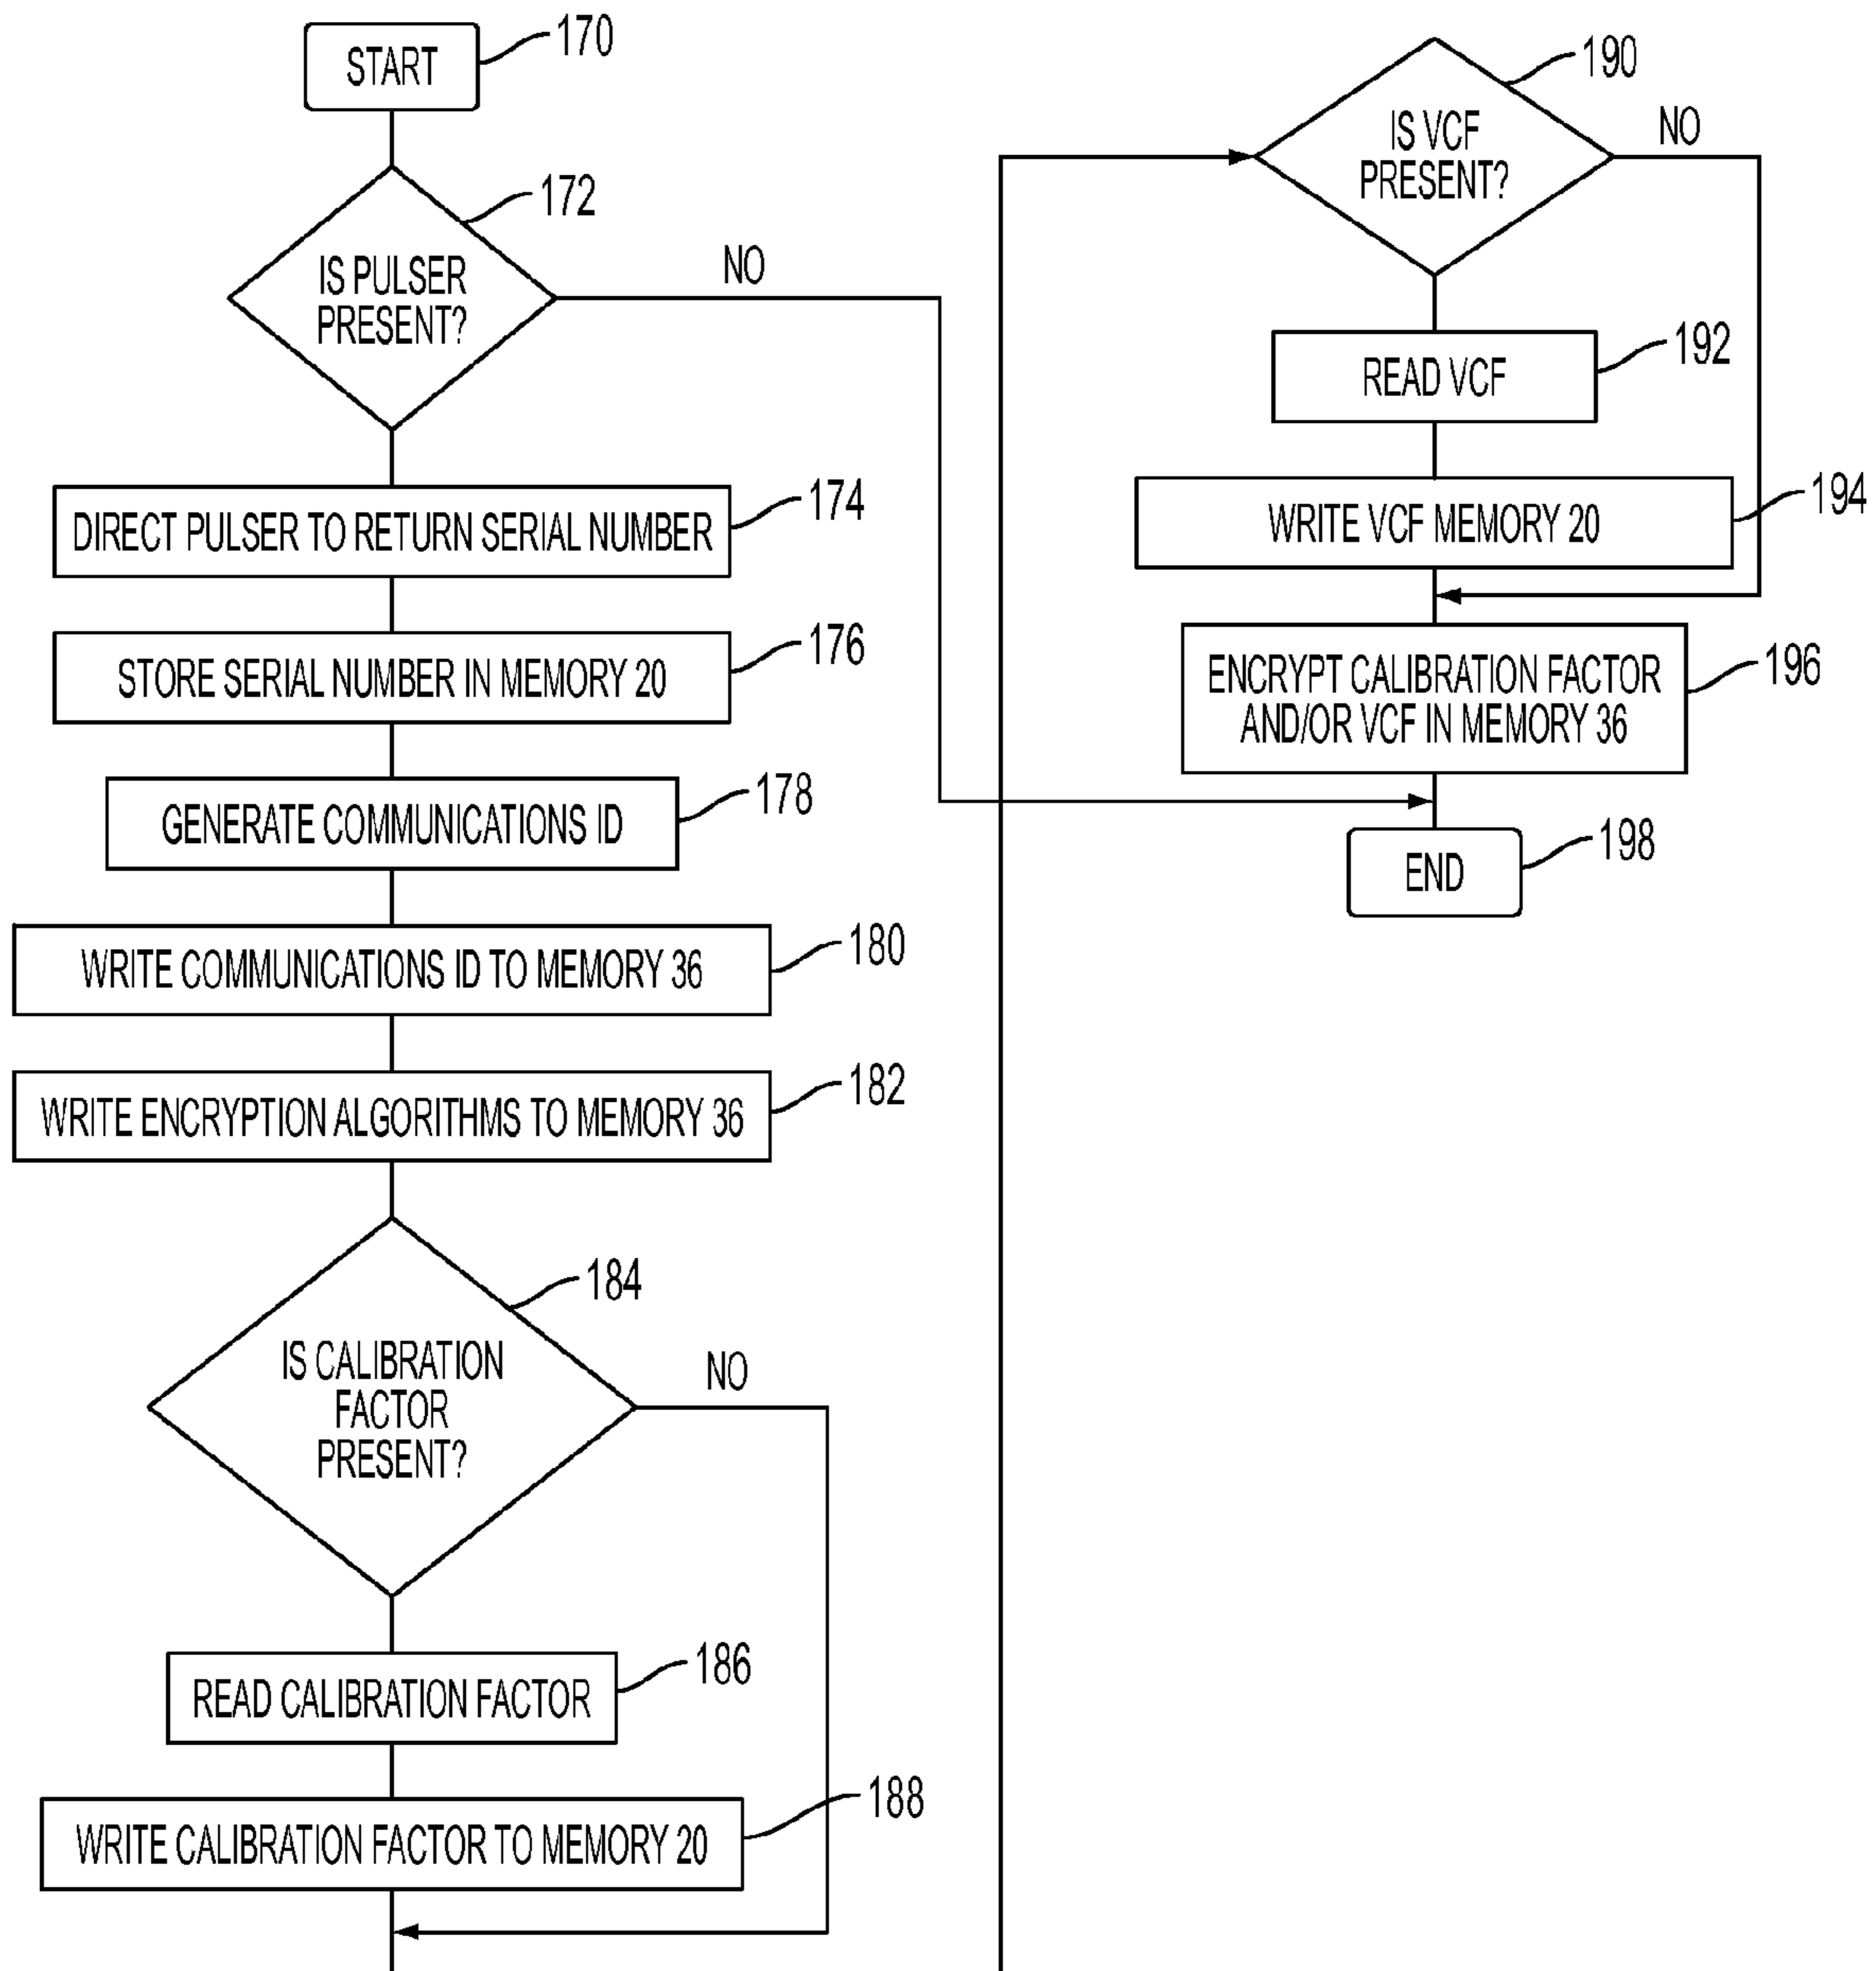 START
170
IS PULSER
PRESENT?
172
NO
DIRECT PULSER TO RETURN SERIAL NUMBER
174
STORE SERIAL NUMBER IN MEMORY 20
176
GENERATE COMMUNICATIONS ID
178
WRITE COMMUNICATIONS ID TO MEMORY 36
180
WRITE ENCRYPTION ALGORITHMS TO MEMORY 36
182
IS CALIBRATION
FACTOR
PRESENT?
184
NO
READ CALIBRATION FACTOR
186
WRITE CALIBRATION FACTOR TO MEMORY 20
188
IS VCF
PRESENT?
190
NO
READ VCF
192
WRITE VCF MEMORY 20
194
ENCRYPT CALIBRATION FACTOR
AND/OR VCF IN MEMORY 36
196
END
198